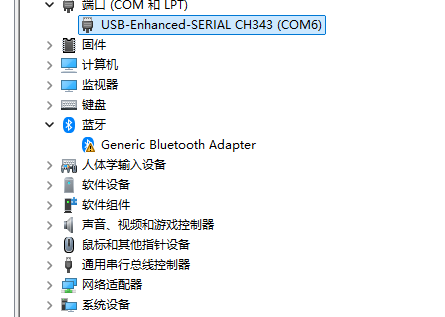 端口 (COM 和 LPT)
USB-Enhanced-SERIAL CH343 (COM6)
固件
计算机
监视器
键盘
蓝牙
Generic Bluetooth Adapter
人体学输入设备
软件设备
软件组件
声音、视频和游戏控制器
鼠标和其他指针设备
通用串行总线控制器
网络适配器
系统设备